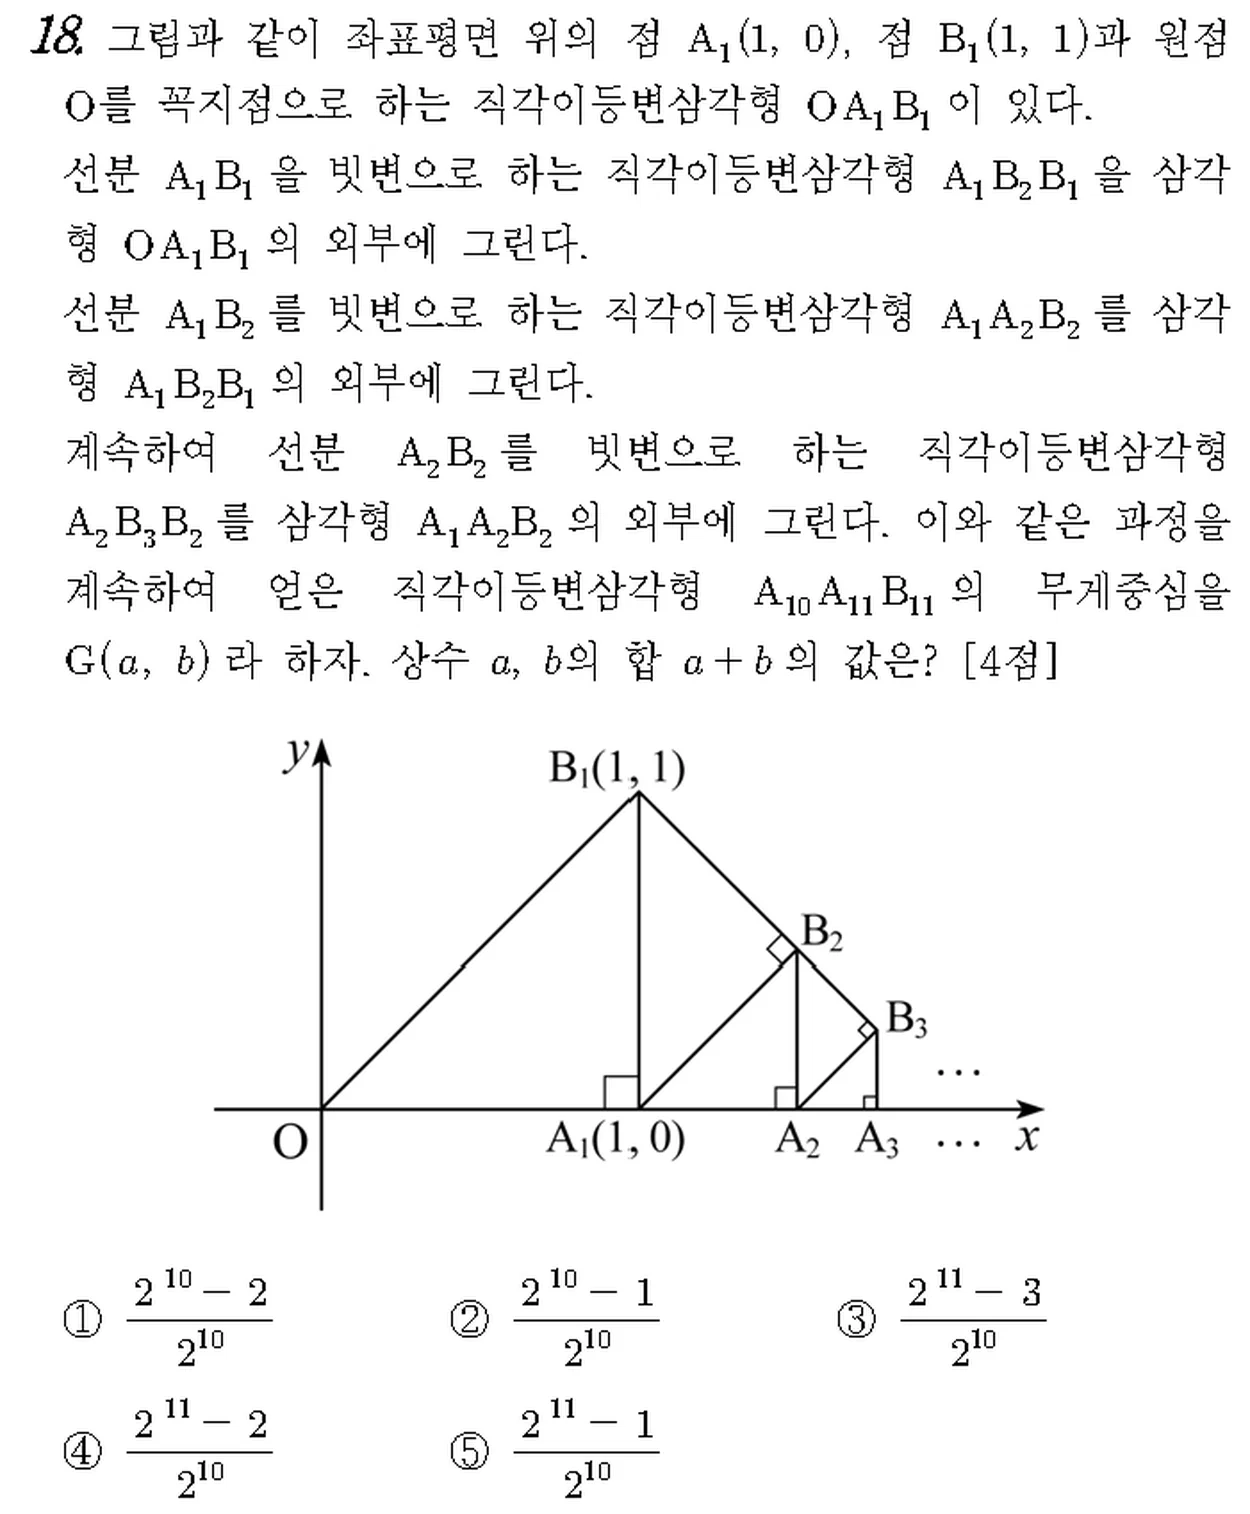 18. 그림과 같이 좌표평면 위의 점 A₁(1, 0), 점 B₁(1, 1)과 원점
O를 꼭지점으로 하는 직각이등변삼각형 OA₁B₁이 있다.
선분 A₁B₁을 빗변으로 하는 직각이등변삼각형 A₁B₂B₁을 삼각
형 OA₁B₁의 외부에 그린다.
선분 A₁B₂를 빗변으로 하는 직각이등변삼각형 A₁A₂B₂를 삼각
형 A₁B₂B₁의 외부에 그린다.
계속하여 선분 A₂B₂를 빗변으로 하는 직각이등변삼각형
A₂B₃B₂를 삼각형 A₁A₂B₂의 외부에 그린다. 이와 같은 과정을
계속하여 얻은 직각이등변삼각형 A₁₀A₁₁B₁₁의 무게중심을
G(a, b)라 하자. 상수 a, b의 합 a+b의 값은? [4점]
y
B₁(1, 1)
B₂
B₃
⋯
O
A₁(1, 0)
A₂
A₃
⋯
x
① (2¹⁰ − 2)/2¹⁰ ② (2¹⁰ − 1)/2¹⁰ ③ (2¹¹ − 3)/2¹⁰
④ (2¹¹ − 2)/2¹⁰ ⑤ (2¹¹ − 1)/2¹⁰